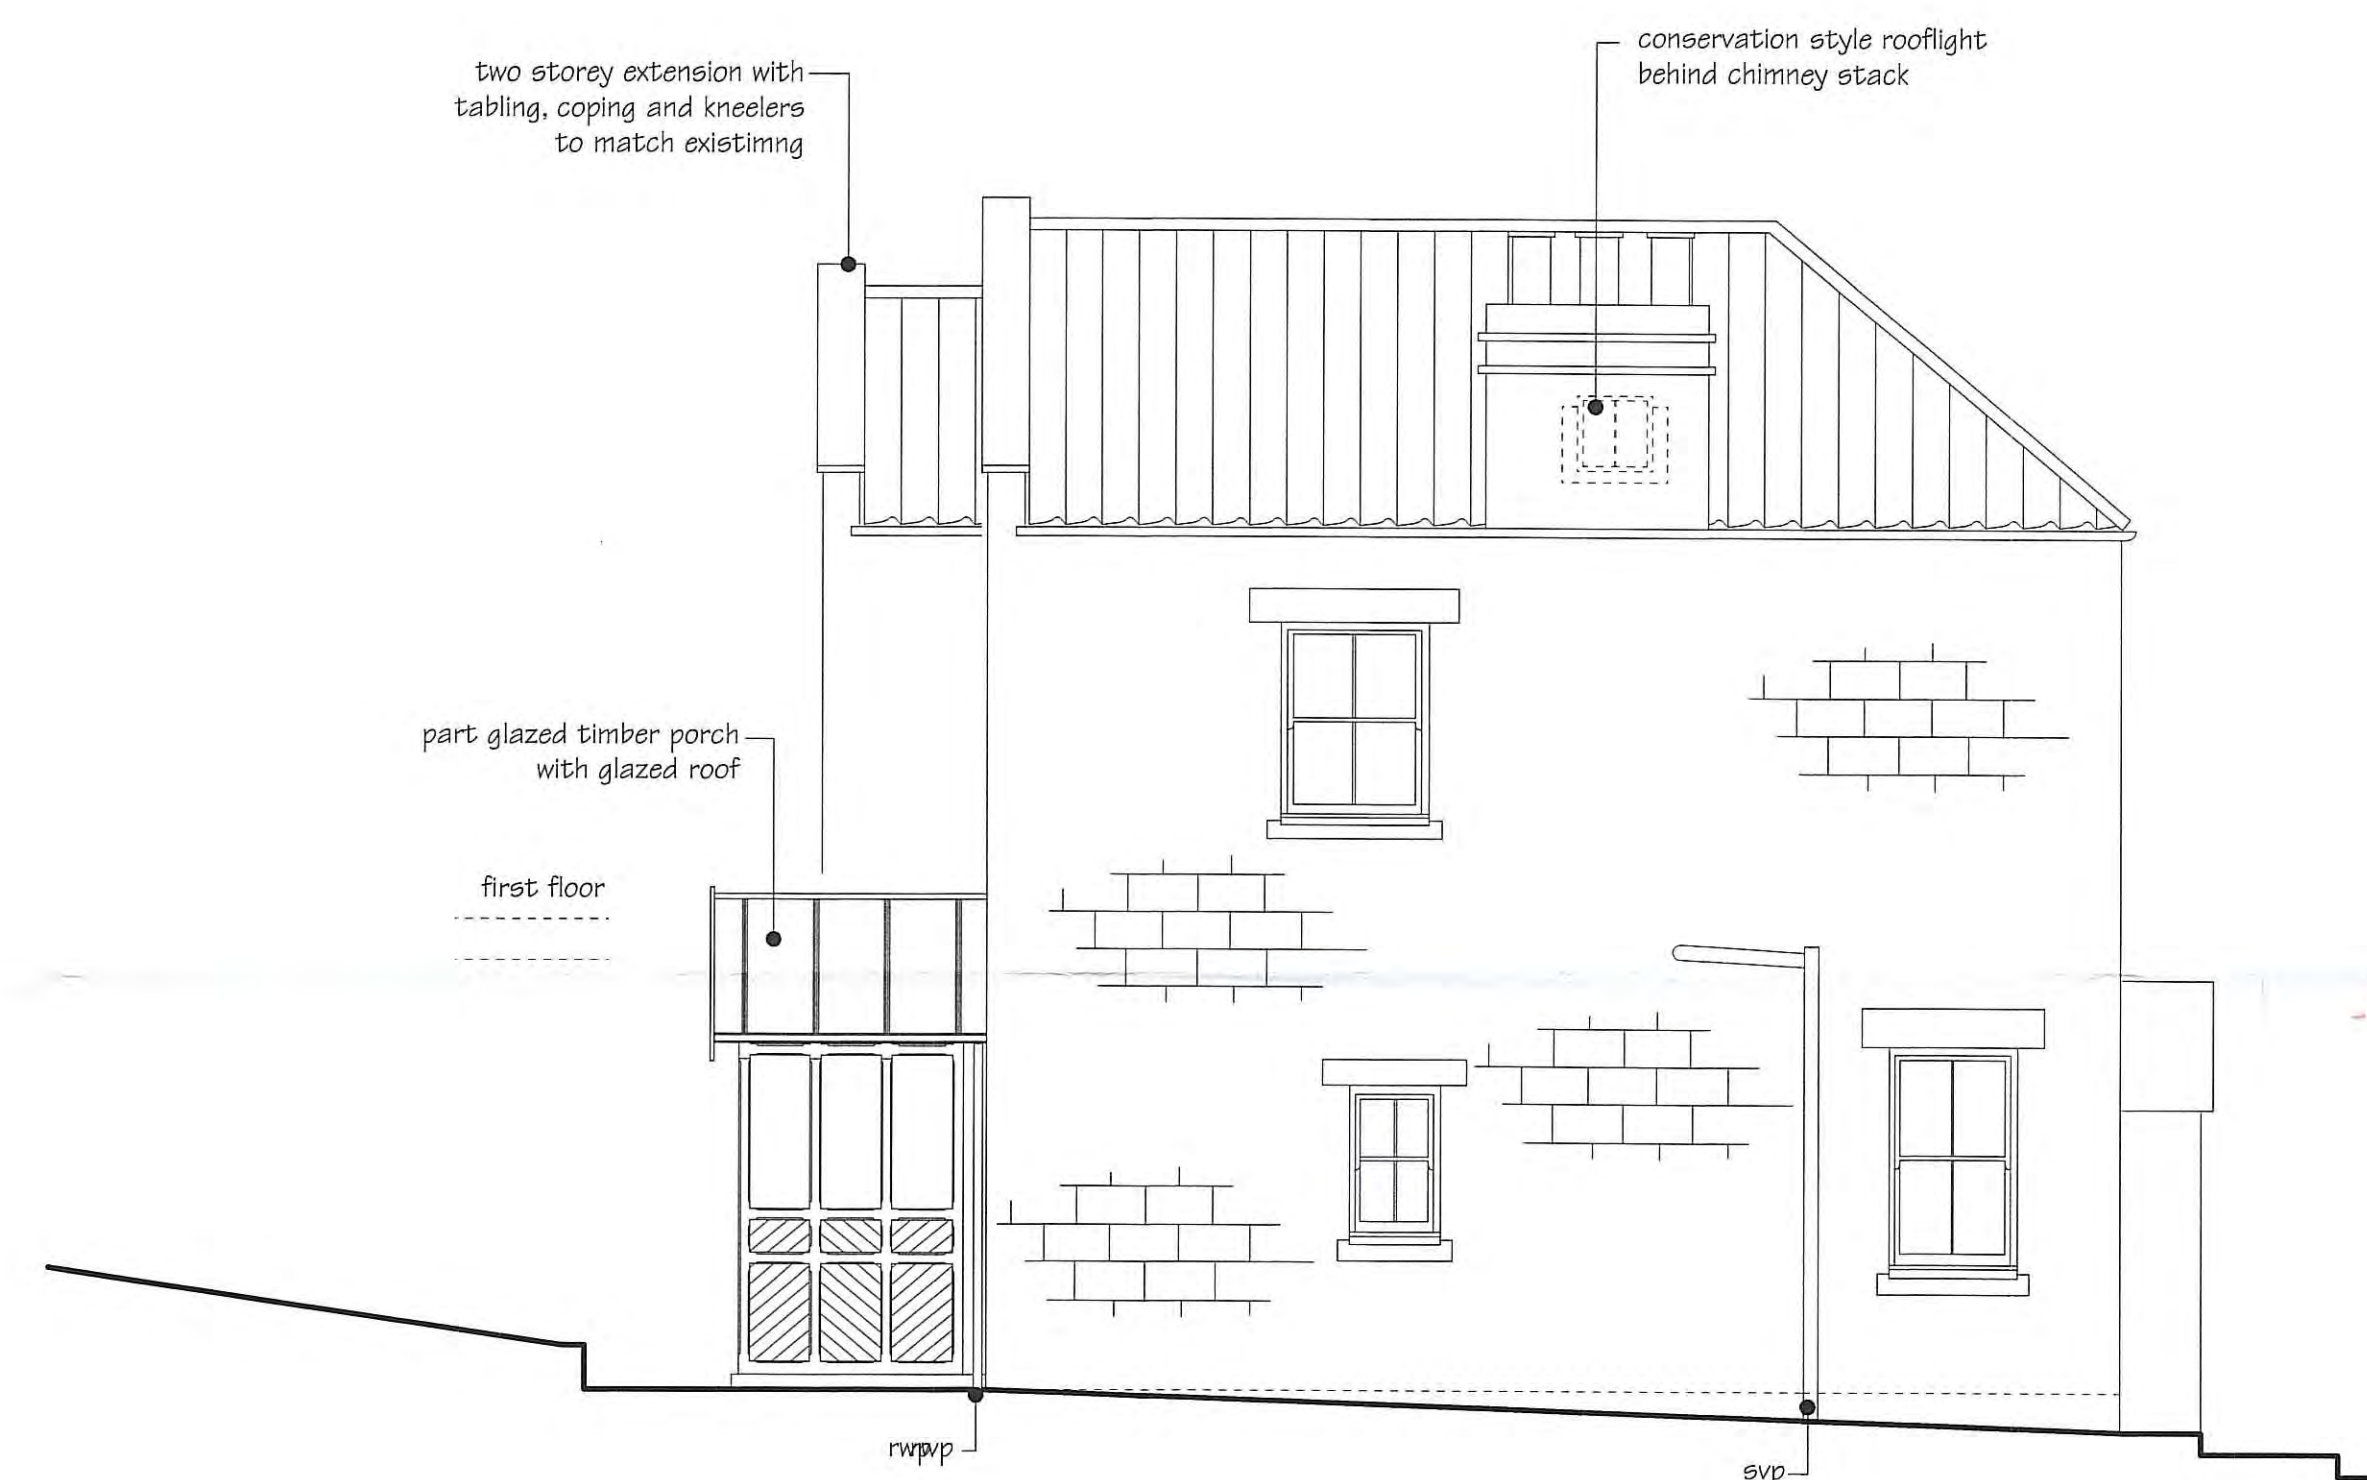 two storey extension with
tabling, coping and kneelers
to match existimng
conservation style rooflight
behind chimney stack
part glazed timber porch
with glazed roof
first floor
svp